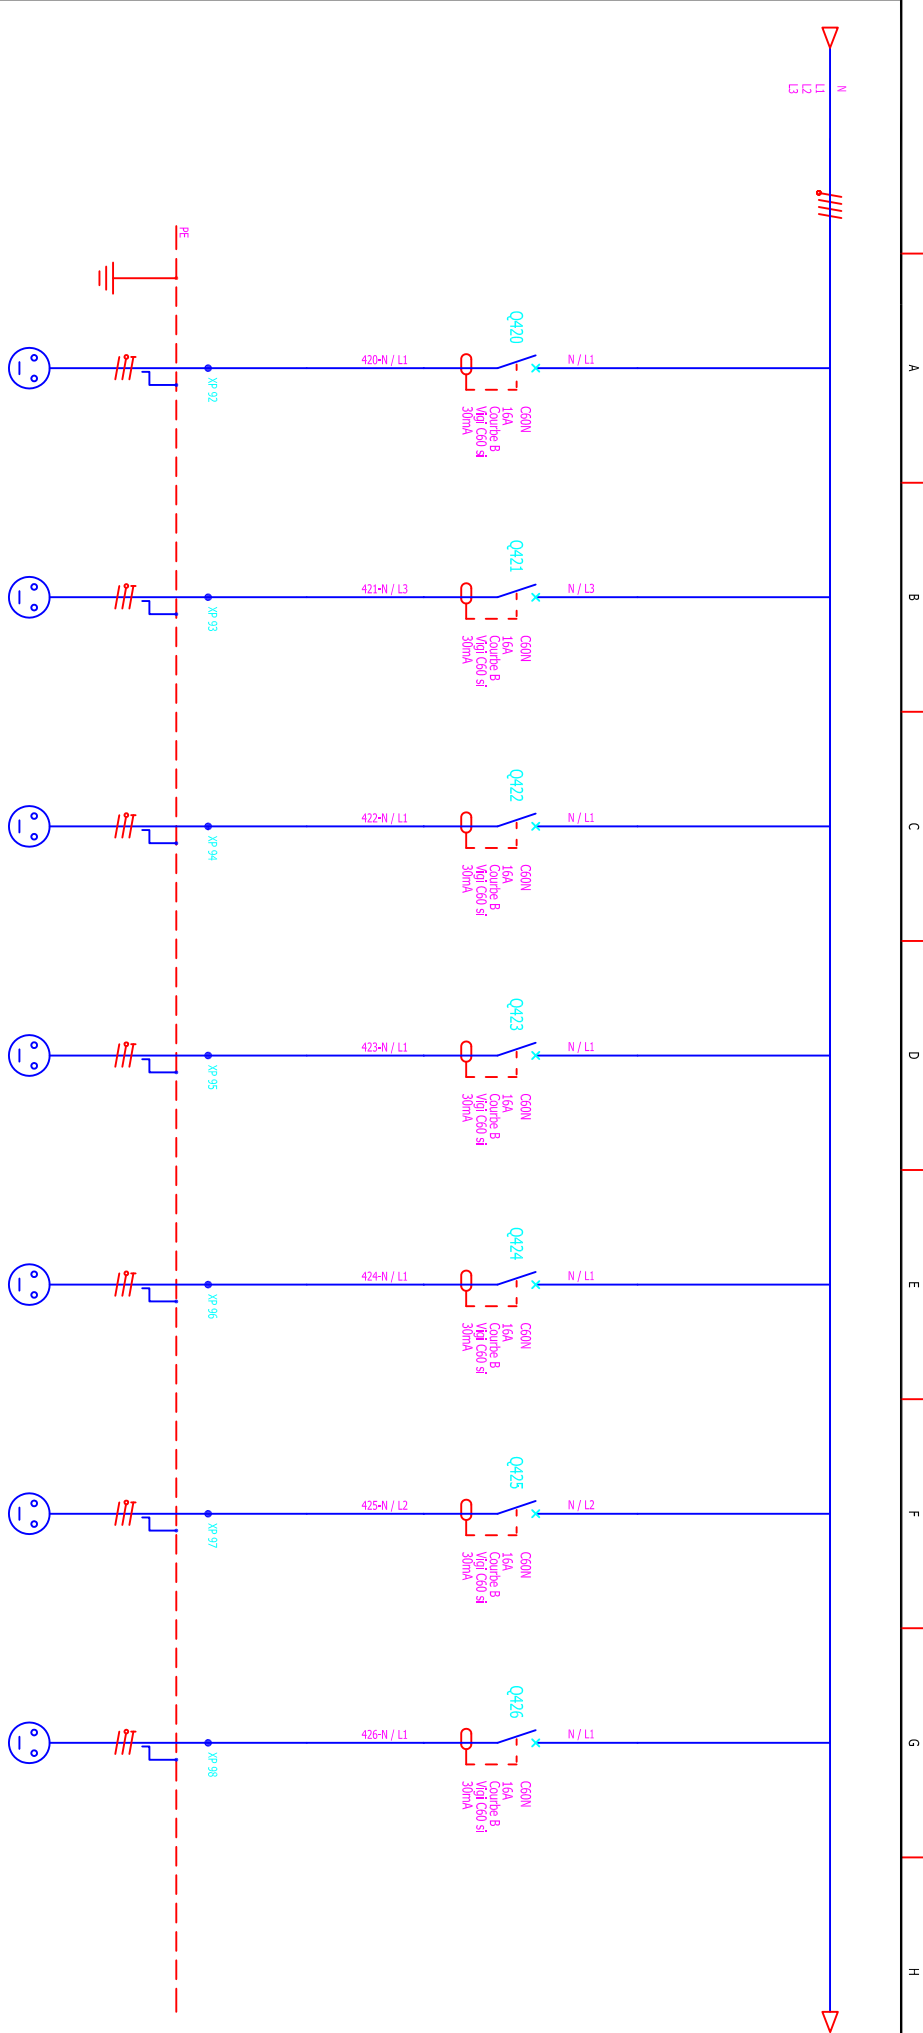 N
L1
L2
L3
A
B
C
D
E
F
G
H
PE
Q420
N / L1
C60N
16A
Courbe B
Vigi C60 si
30mA
420-N / L1
XP 92
Q421
N / L3
C60N
16A
Courbe B
Vigi C60 si
30mA
421-N / L3
XP 93
Q422
N / L1
C60N
16A
Courbe B
Vigi C60 si
30mA
422-N / L1
XP 94
Q423
N / L1
C60N
16A
Courbe B
Vigi C60 si
30mA
423-N / L1
XP 95
Q424
N / L1
C60N
16A
Courbe B
Vigi C60 si
30mA
424-N / L1
XP 96
Q425
N / L2
C60N
16A
Courbe B
Vigi C60 si
30mA
425-N / L2
XP 97
Q426
N / L1
C60N
16A
Courbe B
Vigi C60 si
30mA
426-N / L1
XP 98